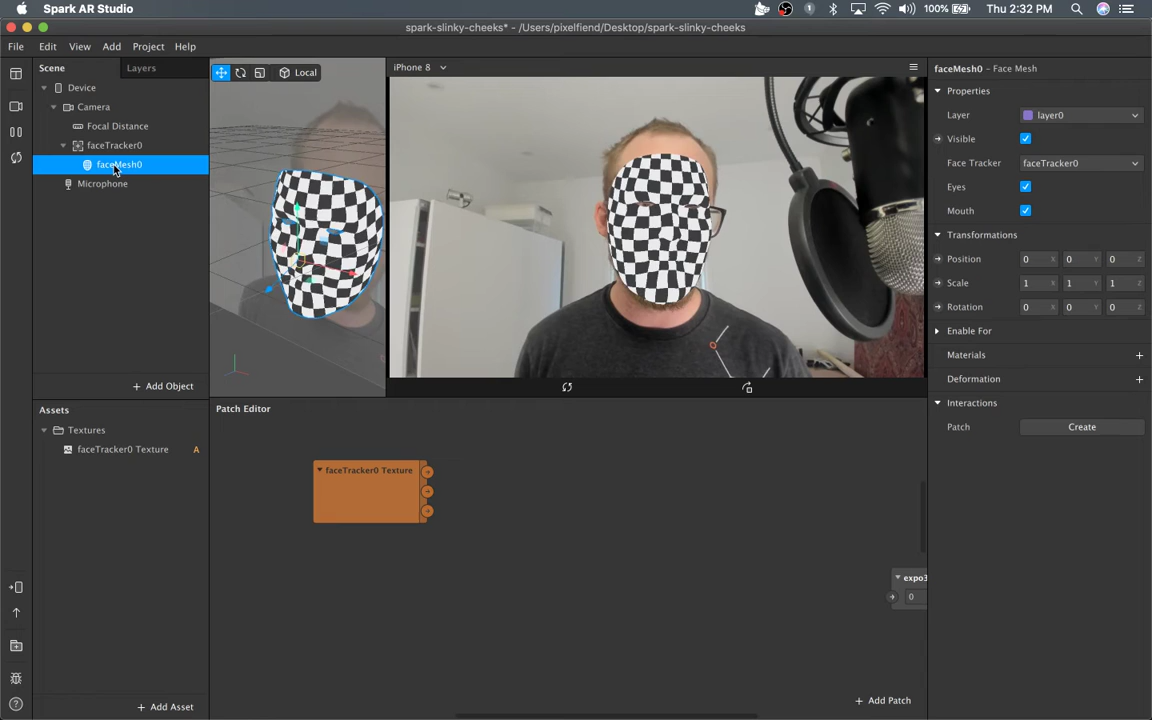 Spark AR Studio 100% Thu 2:32 PM
spark-slinky-cheeks* - /Users/pixelfiend/Desktop/spark-slinky-cheeks
File Edit View Add Project Help
Scene Layers
Device
Camera
Focal Distance
faceTracker0
faceMesh0
Microphone
+ Add Object
Assets
Textures
faceTracker0 Texture A
+ Add Asset
Local
iPhone 8
Patch Editor
faceTracker0 Texture
expo3
0
+ Add Patch
faceMesh0 – Face Mesh
Properties
Layer layer0
Visible
Face Tracker faceTracker0
Eyes
Mouth
Transformations
Position 0 X 0 Y 0 Z
Scale 1 X 1 Y 1 Z
Rotation 0 X 0 Y 0 Z
Enable For
Materials +
Deformation +
Interactions
Patch Create